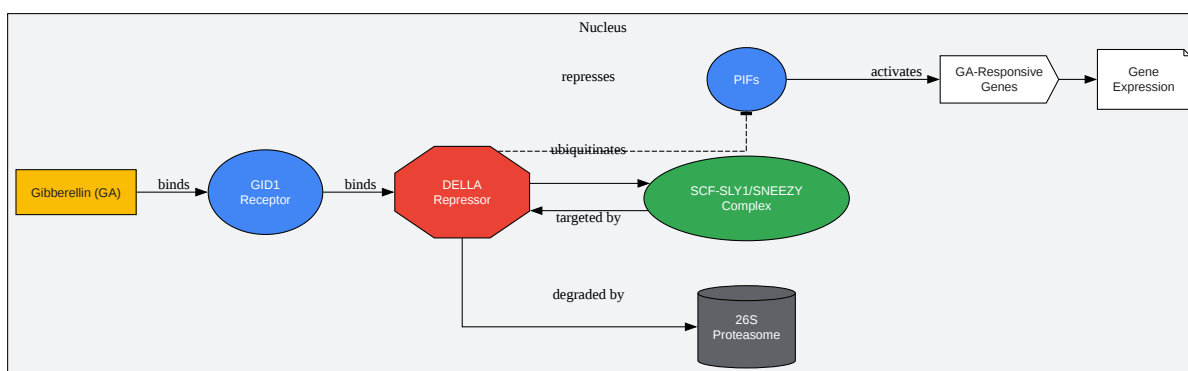 Nucleus
represses
PIFs
activates
GA-Responsive
Genes
Gene
Expression
ubiquitinates
Gibberellin (GA)
binds
GID1
Receptor
binds
DELLA
Repressor
SCF-SLY1/SNEEZY
Complex
targeted by
degraded by
26S
Proteasome